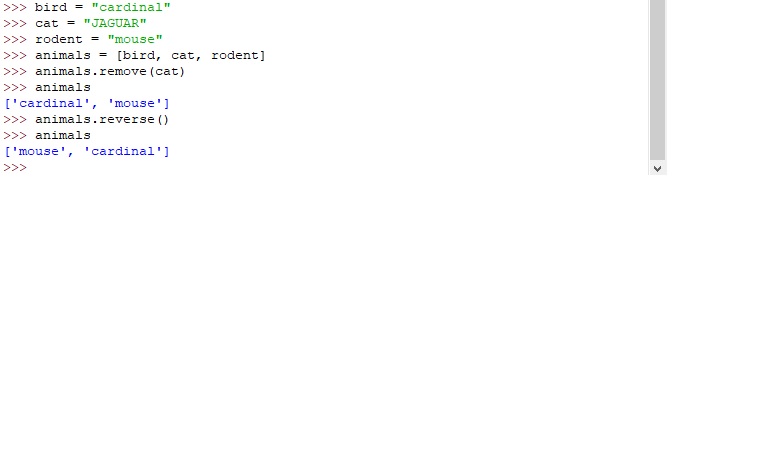 >>> bird = "cardinal"
>>> cat = "JAGUAR"
>>> rodent = "mouse"
>>> animals = [bird, cat, rodent]
>>> animals.remove(cat)
>>> animals
['cardinal', 'mouse']
>>> animals.reverse()
>>> animals
['mouse', 'cardinal']
>>>